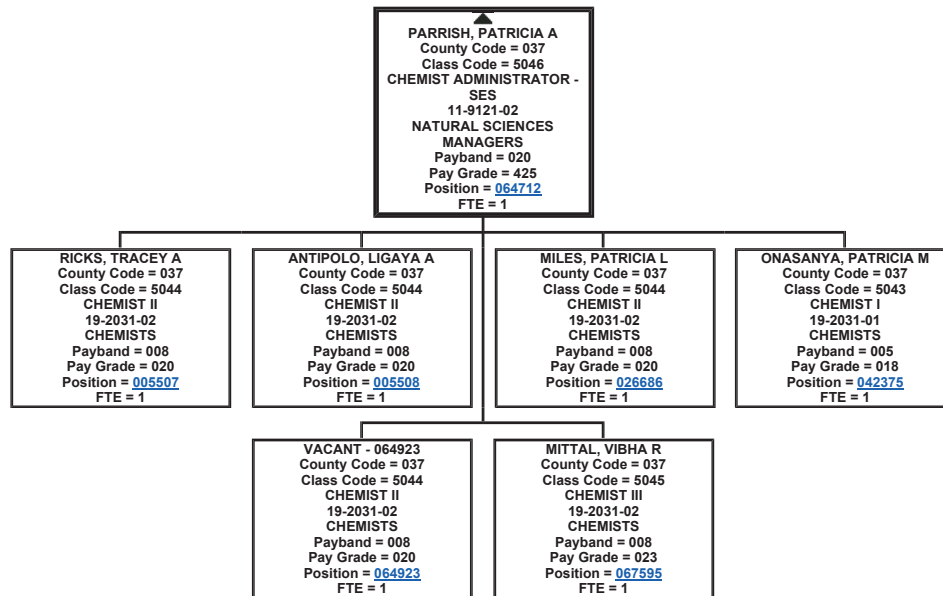 PARRISH, PATRICIA A
County Code = 037
Class Code = 5046
CHEMIST ADMINISTRATOR -
SES
11-9121-02
NATURAL SCIENCES
MANAGERS
Payband = 020
Pay Grade = 425
Position = 064712
FTE = 1
RICKS, TRACEY A
County Code = 037
Class Code = 5044
CHEMIST II
19-2031-02
CHEMISTS
Payband = 008
Pay Grade = 020
Position = 005507
FTE = 1
ANTIPOLO, LIGAYA A
County Code = 037
Class Code = 5044
CHEMIST II
19-2031-02
CHEMISTS
Payband = 008
Pay Grade = 020
Position = 005508
FTE = 1
MILES, PATRICIA L
County Code = 037
Class Code = 5044
CHEMIST II
19-2031-02
CHEMISTS
Payband = 008
Pay Grade = 020
Position = 026686
FTE = 1
ONASANYA, PATRICIA M
County Code = 037
Class Code = 5043
CHEMIST I
19-2031-01
CHEMISTS
Payband = 005
Pay Grade = 018
Position = 042375
FTE = 1
VACANT - 064923
County Code = 037
Class Code = 5044
CHEMIST II
19-2031-02
CHEMISTS
Payband = 008
Pay Grade = 020
Position = 064923
FTE = 1
MITTAL, VIBHA R
County Code = 037
Class Code = 5045
CHEMIST III
19-2031-02
CHEMISTS
Payband = 008
Pay Grade = 023
Position = 067595
FTE = 1